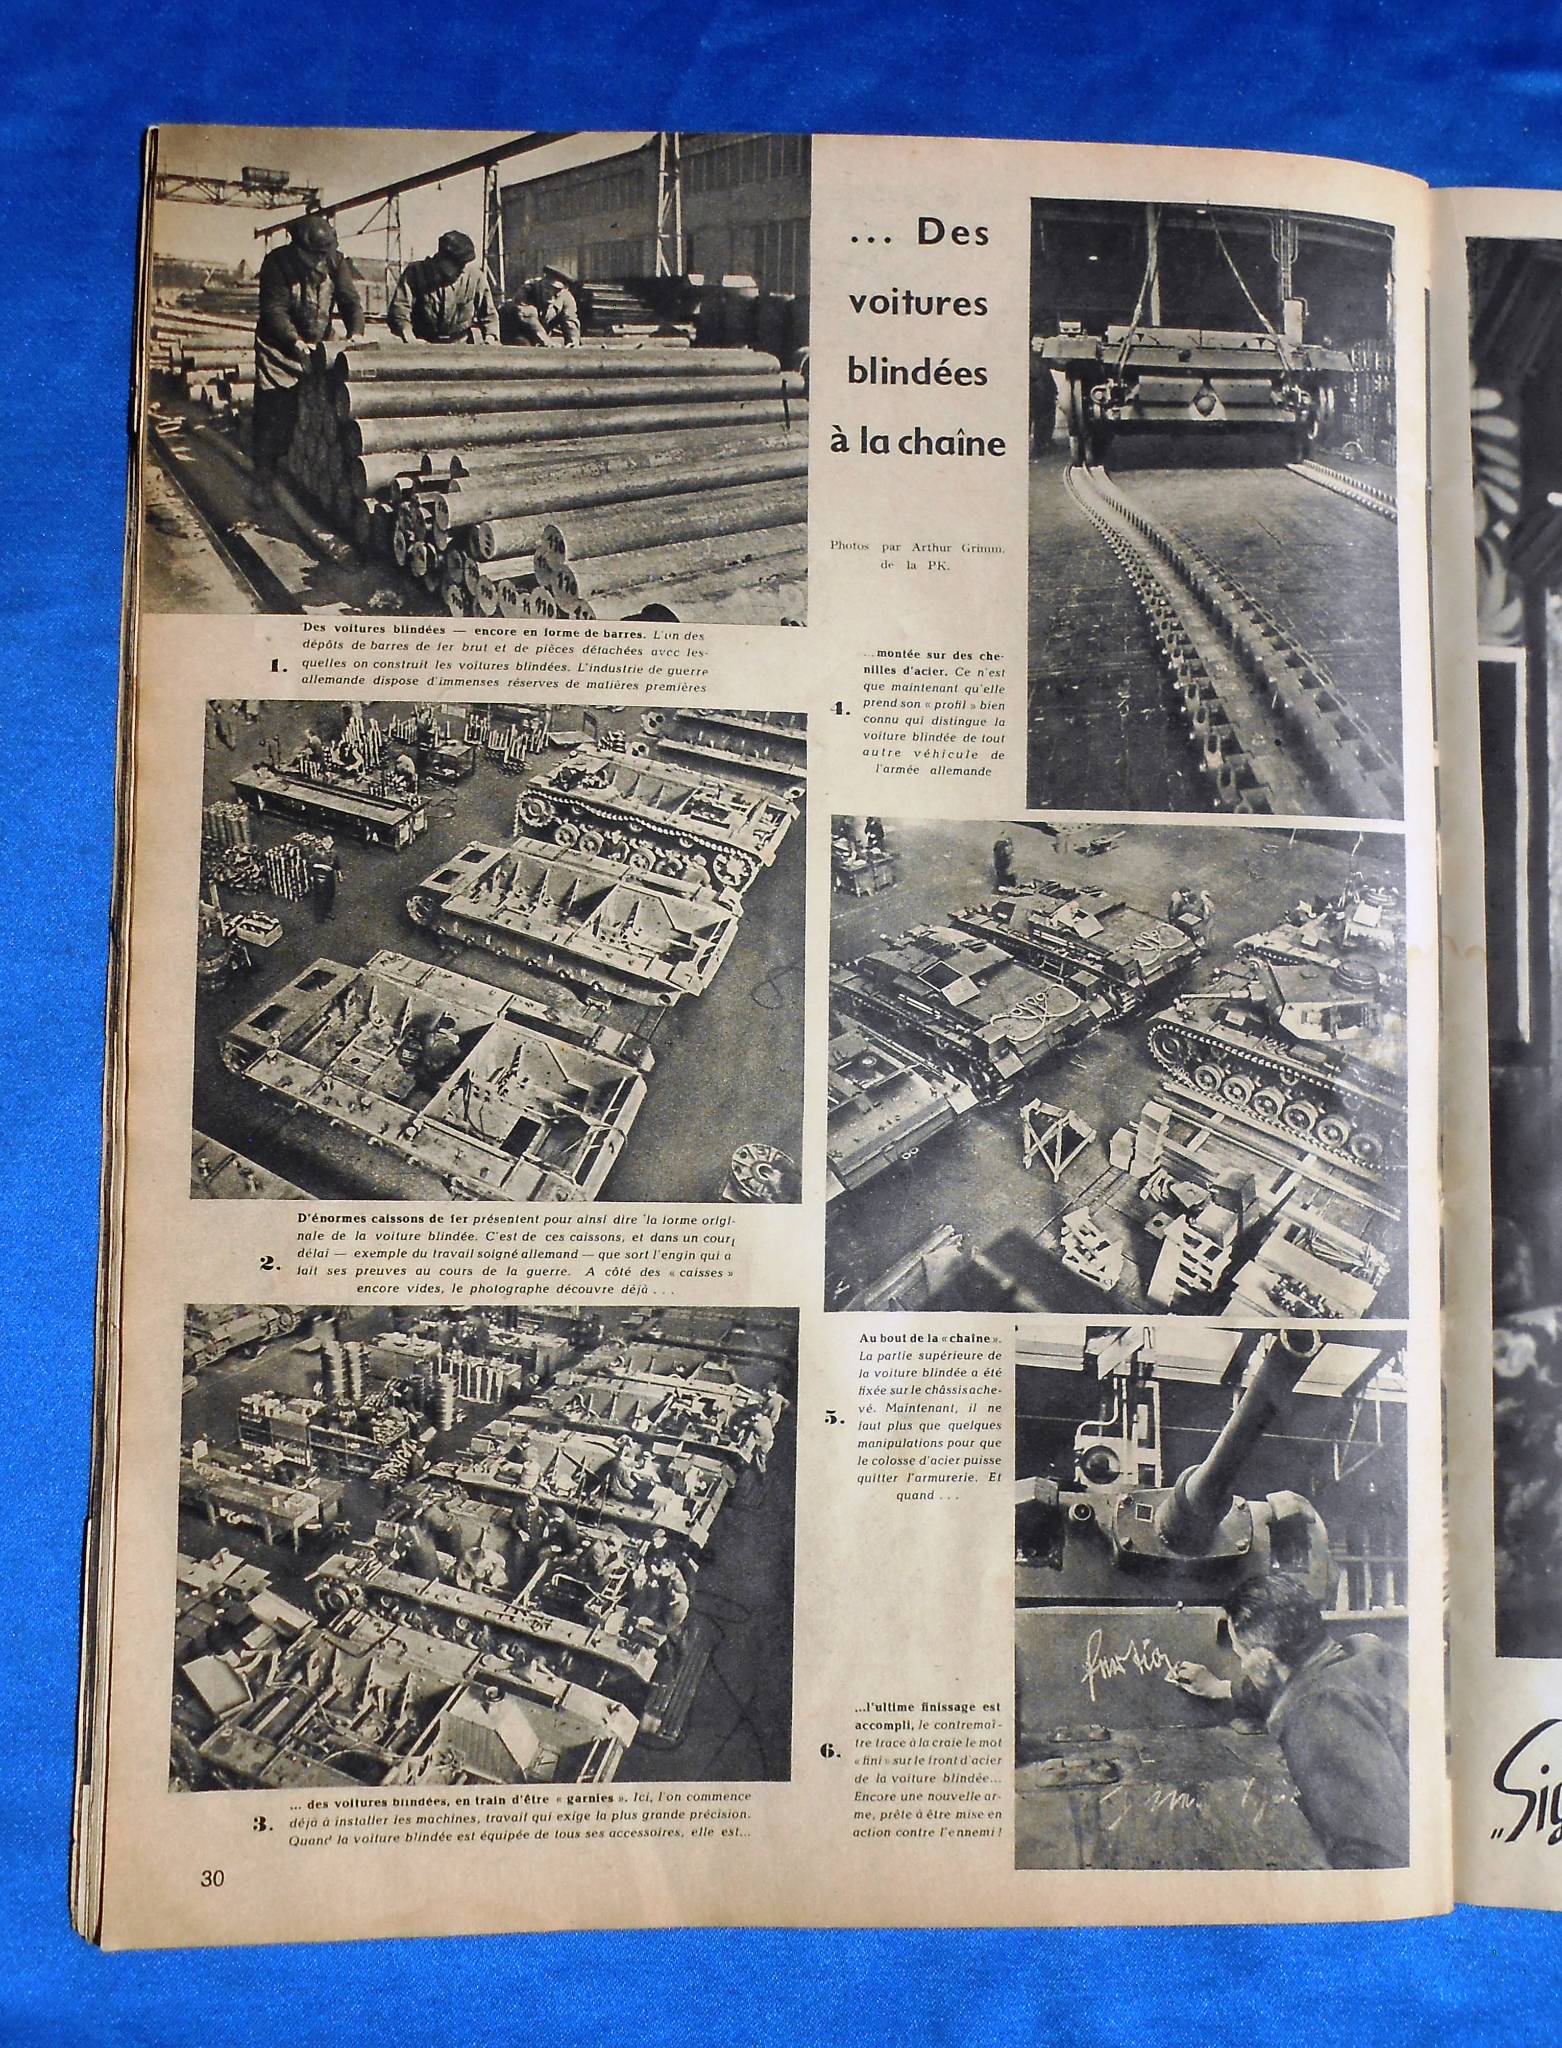 ... Des
voitures
blindées
à la chaîne
Photos par Arthur Grimm.
de la PK.
1.
Des voitures blindées — encore en forme de barres. L'un des
dépôts de barres de fer brut et de pièces détachées avec les-
quelles on construit les voitures blindées. L'industrie de guerre
allemande dispose d'immenses réserves de matières premières
2.
D'énormes caissons de fer présentent pour ainsi dire la forme origi-
nale de la voiture blindée. C'est de ces caissons, et dans un court
délai — exemple du travail soigné allemand — que sort l'engin qui a
fait ses preuves au cours de la guerre. A côté des « caisses »
encore vides, le photographe découvre déjà . . .
3.
... des voitures blindées, en train d'être « garnies ». Ici, l'on commence
déjà à installer les machines, travail qui exige la plus grande précision.
Quand la voiture blindée est équipée de tous ses accessoires, elle est...
4.
...montée sur des che-
nilles d'acier. Ce n'est
que maintenant qu'elle
prend son « profil » bien
connu qui distingue la
voiture blindée de tout
autre véhicule de
l'armée allemande
5.
Au bout de la « chaîne ».
La partie supérieure de
la voiture blindée a été
fixée sur le châssis ache-
vé. Maintenant, il ne
faut plus que quelques
manipulations pour que
le colosse d'acier puisse
quitter l'armurerie. Et
quand . . .
6.
...l'ultime finissage est
accompli, le contremaî-
tre trace à la craie le mot
« fini » sur le front d'acier
de la voiture blindée...
Encore une nouvelle ar-
me, prête à être mise en
action contre l'ennemi !
fertig
110
110
110
30
„Sig